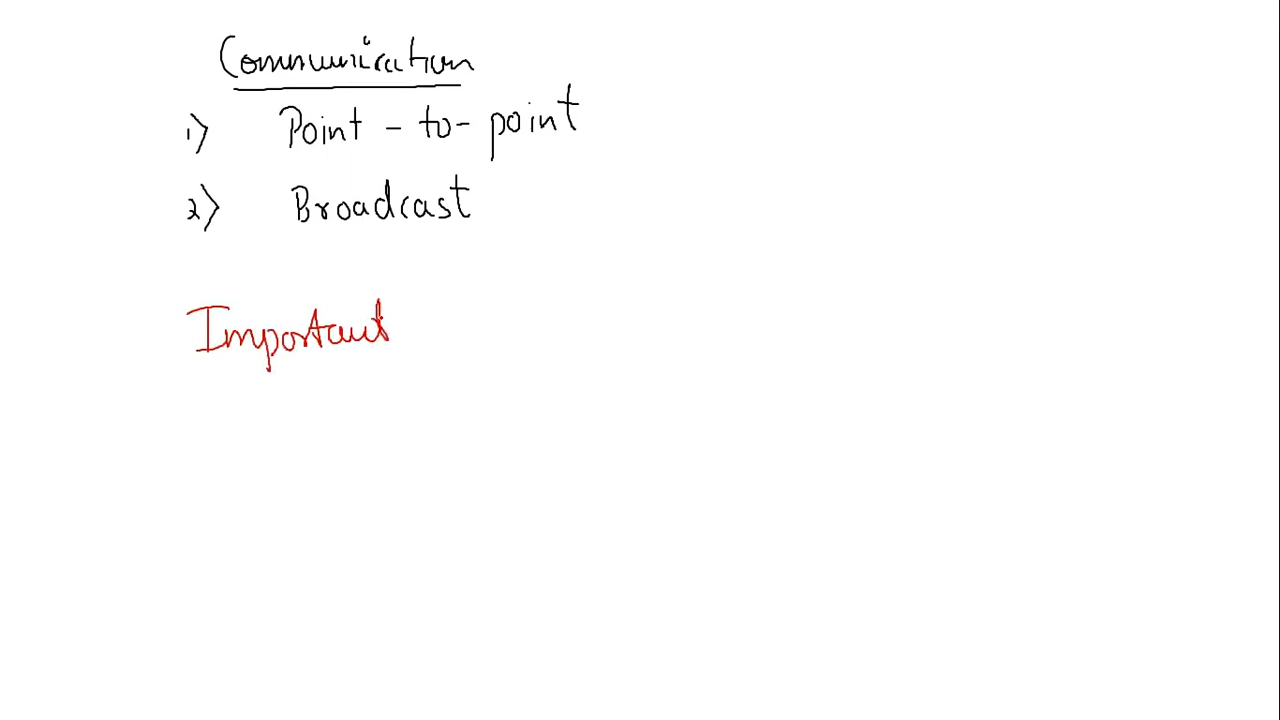 Communication
1) Point - to - point
2) Broadcast
Important